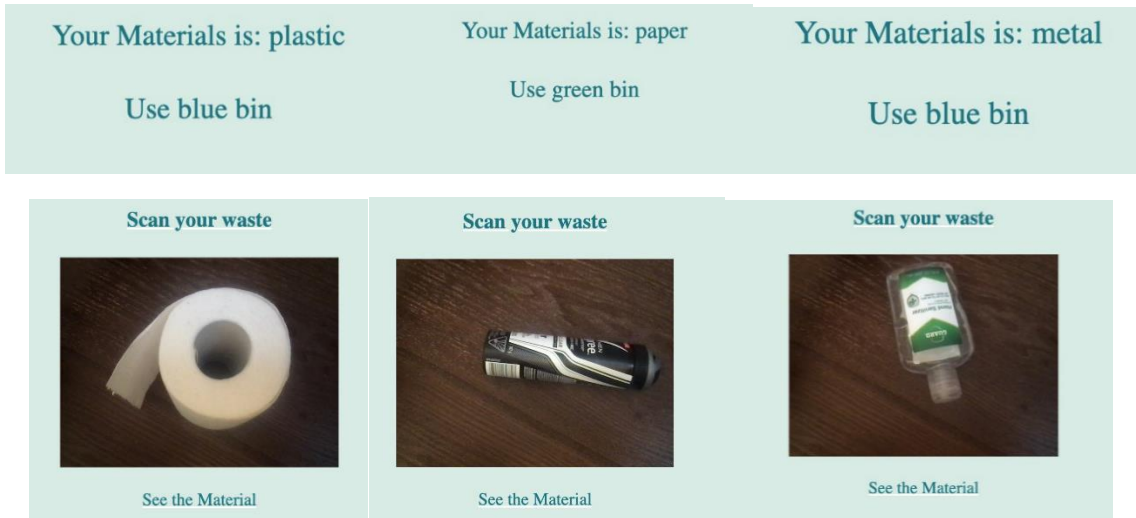 Your Materials is: plastic
Use blue bin
Your Materials is: paper
Use green bin
Your Materials is: metal
Use blue bin
Scan your waste
See the Material
Scan your waste
See the Material
Scan your waste
Hand Sanitizer
See the Material